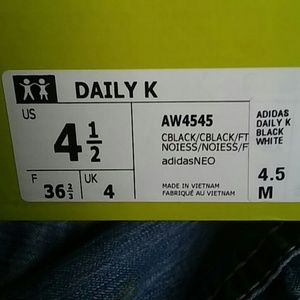 DAILY K
US
4 1/2
F
36 2/3
UK
4
AW4545
CBLACK/CBLACK/FT
NOIESS/NOIESS/F
adidasNEO
MADE IN VIETNAM
FABRIQUÉ AU VIETNAM
ADIDAS
DAILY K
BLACK
WHITE
4.5
M